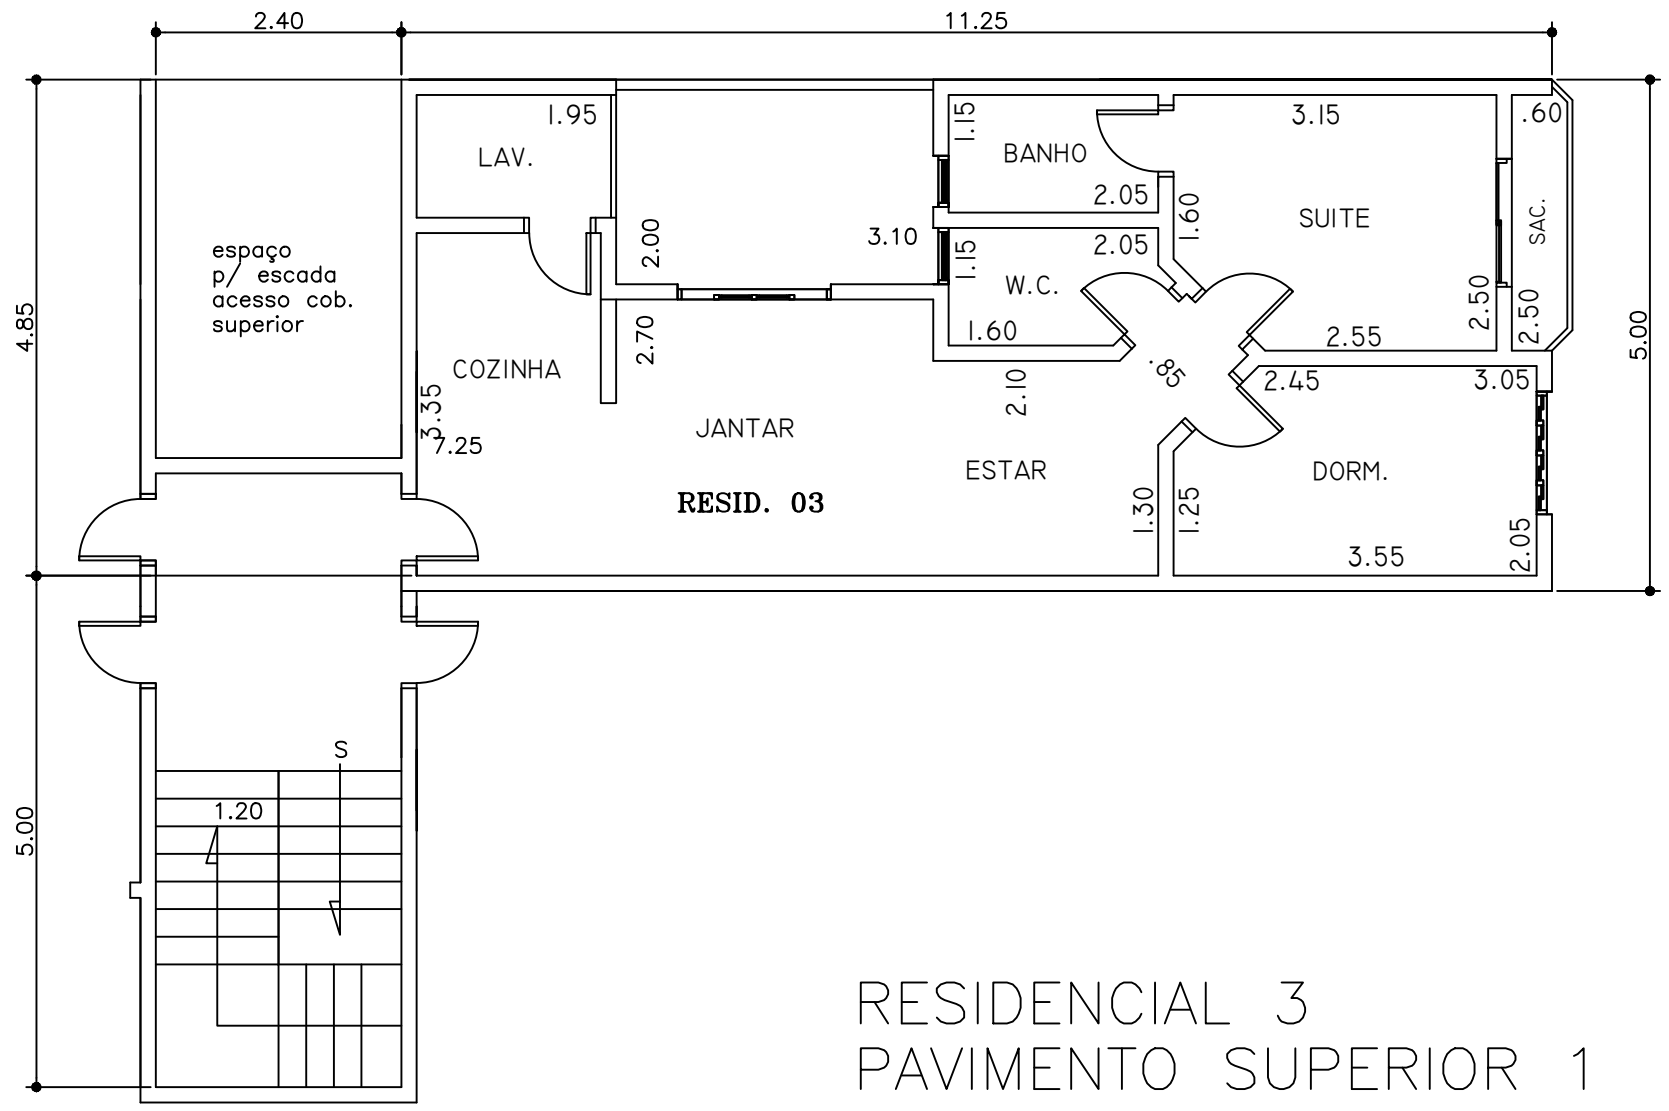 2.40
11.25
1.95
LAV.
1.15
BANHO
2.05
3.15
.60
SUITE
1.60
SAC.
espaço
p/ escada
acesso cob.
superior
2.00
3.10
1.15
2.05
W.C.
1.60
2.50
2.50
2.55
4.85
5.00
COZINHA
2.70
3.35
7.25
JANTAR
2.10
.85
2.45
3.05
ESTAR
DORM.
RESID. 03
1.30
1.25
3.55
2.05
S
1.20
5.00
RESIDENCIAL 3
PAVIMENTO SUPERIOR 1